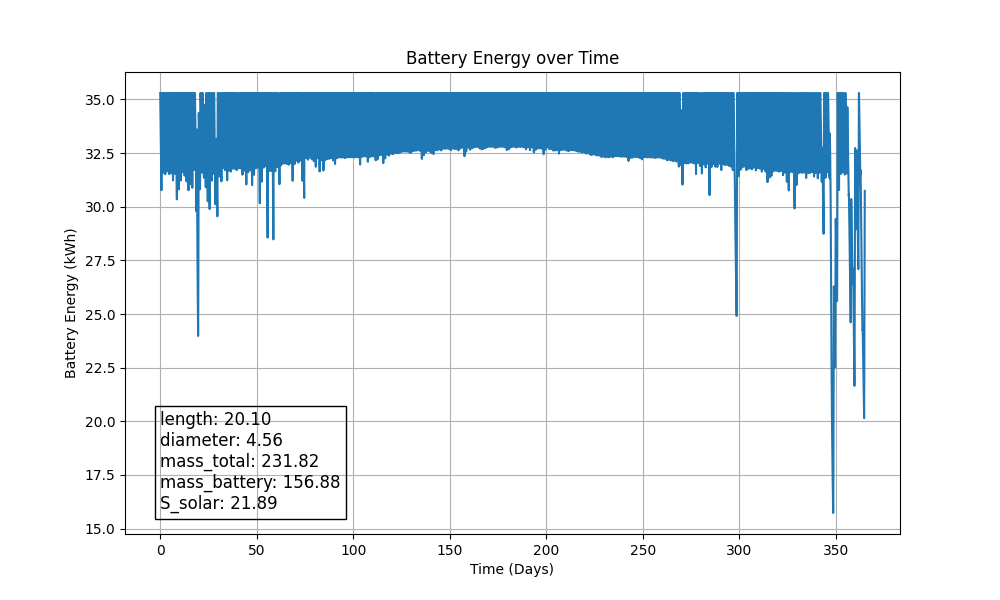 Battery Energy over Time
Battery Energy (kWh)
35.0
32.5
30.0
27.5
25.0
22.5
20.0
17.5
15.0
length: 20.10
diameter: 4.56
mass_total: 231.82
mass_battery: 156.88
S_solar: 21.89
0 50 100 150 200 250 300 350
Time (Days)